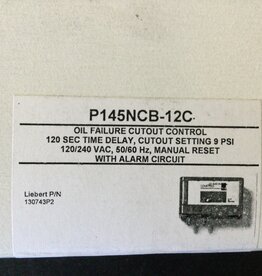 P145NCB-12C
OIL FAILURE CUTOUT CONTROL
120 SEC TIME DELAY, CUTOUT SETTING 9 PSI
120/240 VAC, 50/60 Hz, MANUAL RESET
WITH ALARM CIRCUIT
Liebert P/N
130743P2